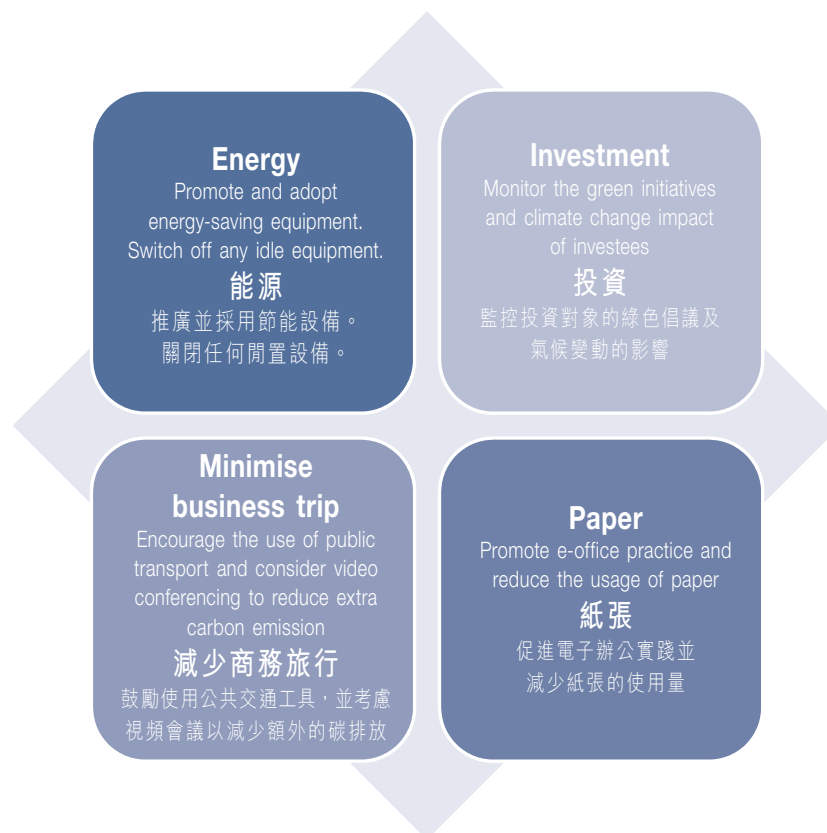 Energy
Promote and adopt
energy-saving equipment.
Switch off any idle equipment.
能源
推廣並採用節能設備。
關閉任何閒置設備。
Investment
Monitor the green initiatives
and climate change impact
of investees
投資
監控投資對象的綠色倡議及
氣候變動的影響
Minimise
business trip
Encourage the use of public
transport and consider video
conferencing to reduce extra
carbon emission
減少商務旅行
鼓勵使用公共交通工具，並考慮
視頻會議以減少額外的碳排放
Paper
Promote e-office practice and
reduce the usage of paper
紙張
促進電子辦公實踐並
減少紙張的使用量